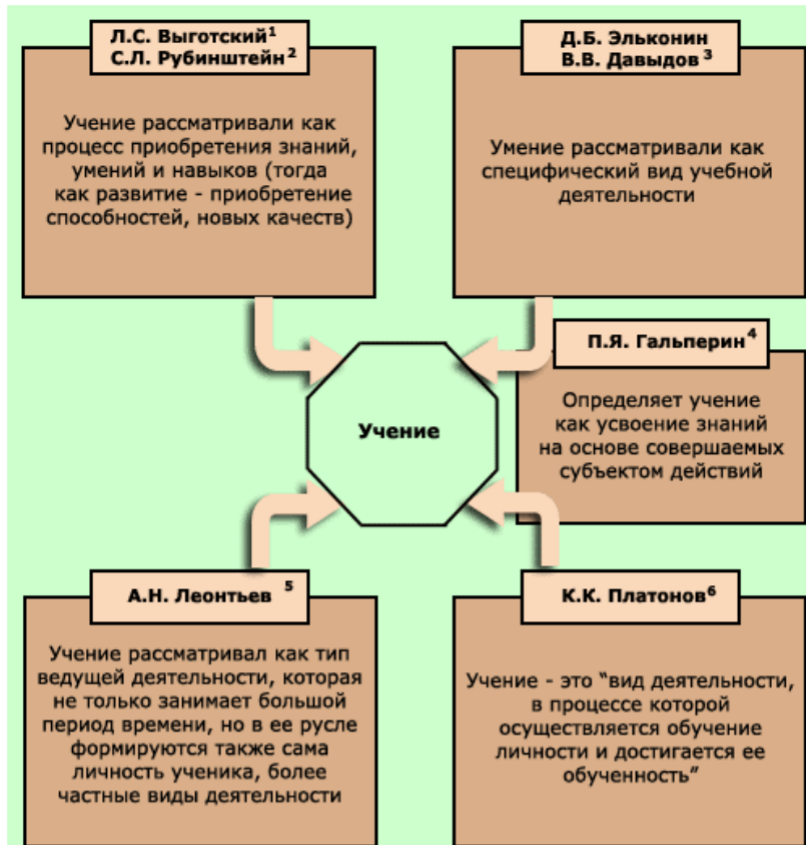 Л.С. Выготский¹
С.Л. Рубинштейн²
Учение рассматривали как
процесс приобретения знаний,
умений и навыков (тогда
как развитие - приобретение
способностей, новых качеств)
Д.Б. Эльконин
В.В. Давыдов³
Умение рассматривали как
специфический вид учебной
деятельности
П.Я. Гальперин⁴
Определяет учение
как усвоение знаний
на основе совершаемых
субъектом действий
Учение
А.Н. Леонтьев⁵
Учение рассматривал как тип
ведущей деятельности, которая
не только занимает большой
период времени, но в ее русле
формируются также сама
личность ученика, более
частные виды деятельности
К.К. Платонов⁶
Учение - это “вид деятельности,
в процессе которой
осуществляется обучение
личности и достигается ее
обученность”